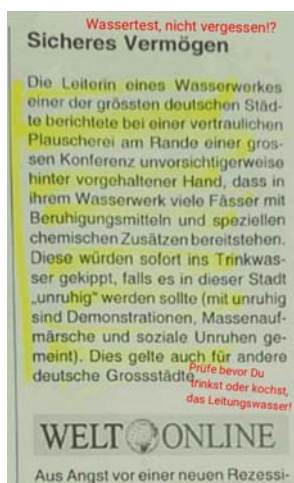 Wassertest, nicht vergessen!?
Sicheres Vermögen
Die Leiterin eines Wasserwerkes
einer der grössten deutschen Städ-
te berichtete bei einer vertraulichen
Plauscherei am Rande einer gros-
sen Konferenz unvorsichtigerweise
hinter vorgehaltener Hand, dass in
ihrem Wasserwerk viele Fässer mit
Beruhigungsmitteln und speziellen
chemischen Zusätzen bereitstehen.
Diese würden sofort ins Trinkwas-
ser gekippt, falls es in dieser Stadt
„unruhig" werden sollte (mit unruhig
sind Demonstrationen, Massenauf-
märsche und soziale Unruhen ge-
meint). Dies gelte auch für andere
deutsche Grossstädte
Prüfe bevor Du
trinkst oder kochst,
das Leitungswasser!
WELT ONLINE
Aus Angst vor einer neuen Rezessi-